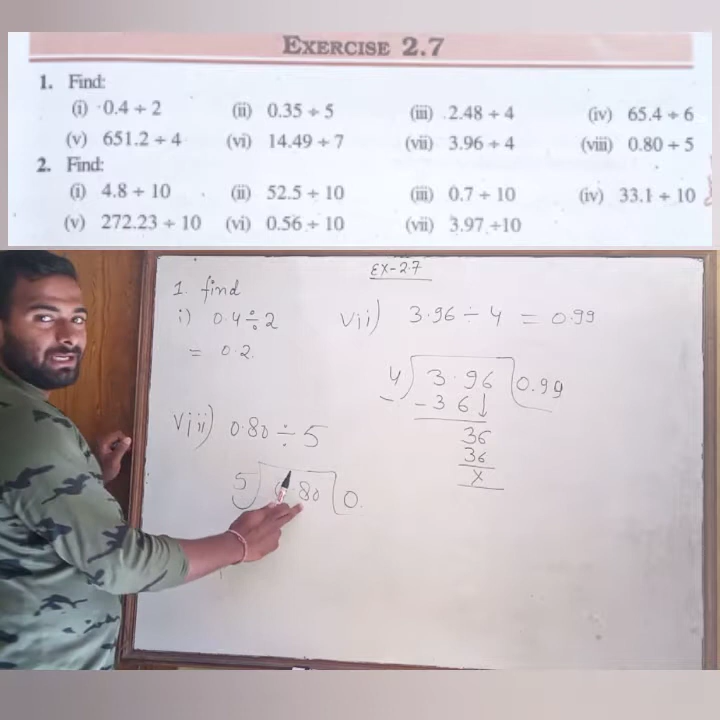 EXERCISE 2.7
1. Find:
(i) 0.4 ÷ 2 (ii) 0.35 ÷ 5 (iii) 2.48 ÷ 4 (iv) 65.4 ÷ 6
(v) 651.2 ÷ 4 (vi) 14.49 ÷ 7 (vii) 3.96 ÷ 4 (viii) 0.80 ÷ 5
2. Find:
(i) 4.8 ÷ 10 (ii) 52.5 ÷ 10 (iii) 0.7 ÷ 10 (iv) 33.1 ÷ 10
(v) 272.23 ÷ 10 (vi) 0.56 ÷ 10 (vii) 3.97 ÷10
EX-2.7
1. find
i) 0.4÷2
= 0.2.
viii) 0.80÷5
5 80 0.
vii) 3.96÷4 = 0.99
4 3.96 0.99
-3 6↓
36
36
x